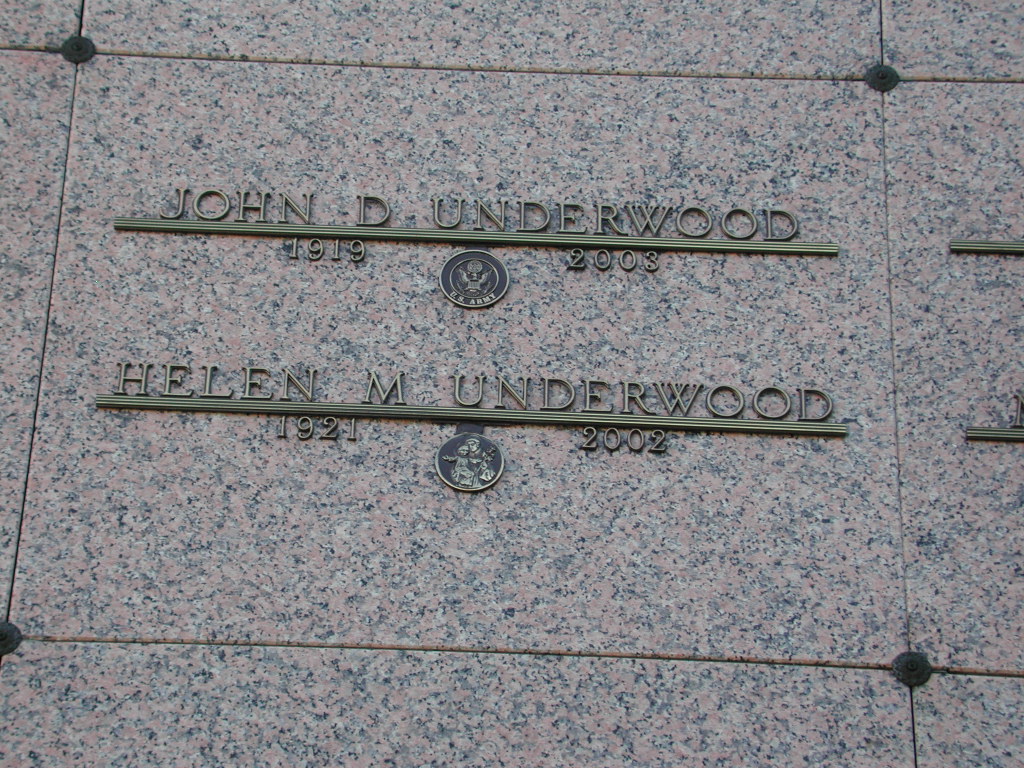 JOHN D UNDERWOOD
1919 2003
U.S. ARMY
HELEN M UNDERWOOD
1921 2002
M